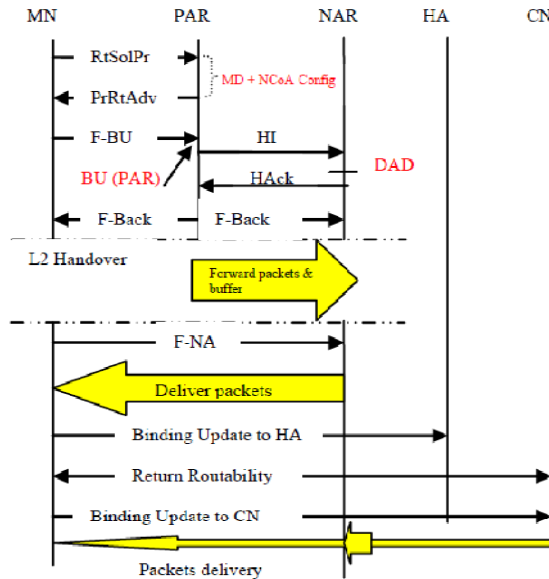 MN PAR NAR HA CN
RtSolPr
MD + NCoA Config
PrRtAdv
F-BU HI
BU (PAR) DAD
HAck
F-Back F-Back
L2 Handover
Forward packets &
buffer
F-NA
Deliver packets
Binding Update to HA
Return Routability
Binding Update to CN
Packets delivery